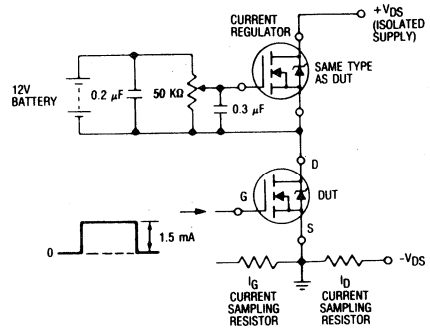 +VDS
(ISOLATED
SUPPLY)
CURRENT
REGULATOR
SAME TYPE
AS DUT
12V
BATTERY
0.2 µF
50 KΩ
0.3 µF
D
G
DUT
S
0
1.5 mA
-VDS
IG
CURRENT
SAMPLING
RESISTOR
ID
CURRENT
SAMPLING
RESISTOR